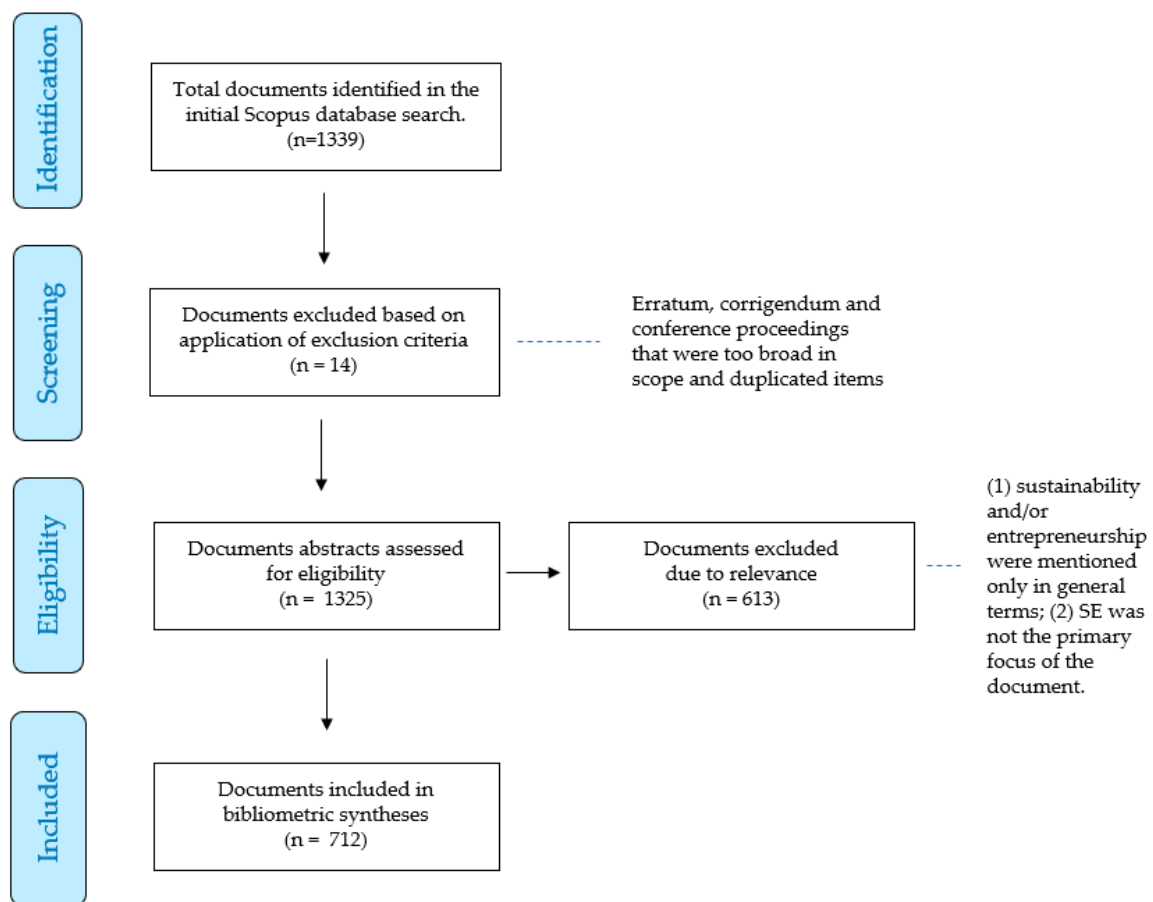 Identification
Total documents identified in the
initial Scopus database search.
(n=1339)
Screening
Documents excluded based on
application of exclusion criteria
(n = 14)
Erratum, corrigendum and
conference proceedings
that were too broad in
scope and duplicated items
Eligibility
Documents abstracts assessed
for eligibility
(n = 1325)
Documents excluded
due to relevance
(n = 613)
(1) sustainability
and/or
entrepreneurship
were mentioned
only in general
terms; (2) SE was
not the primary
focus of the
document.
Included
Documents included in
bibliometric syntheses
(n = 712)